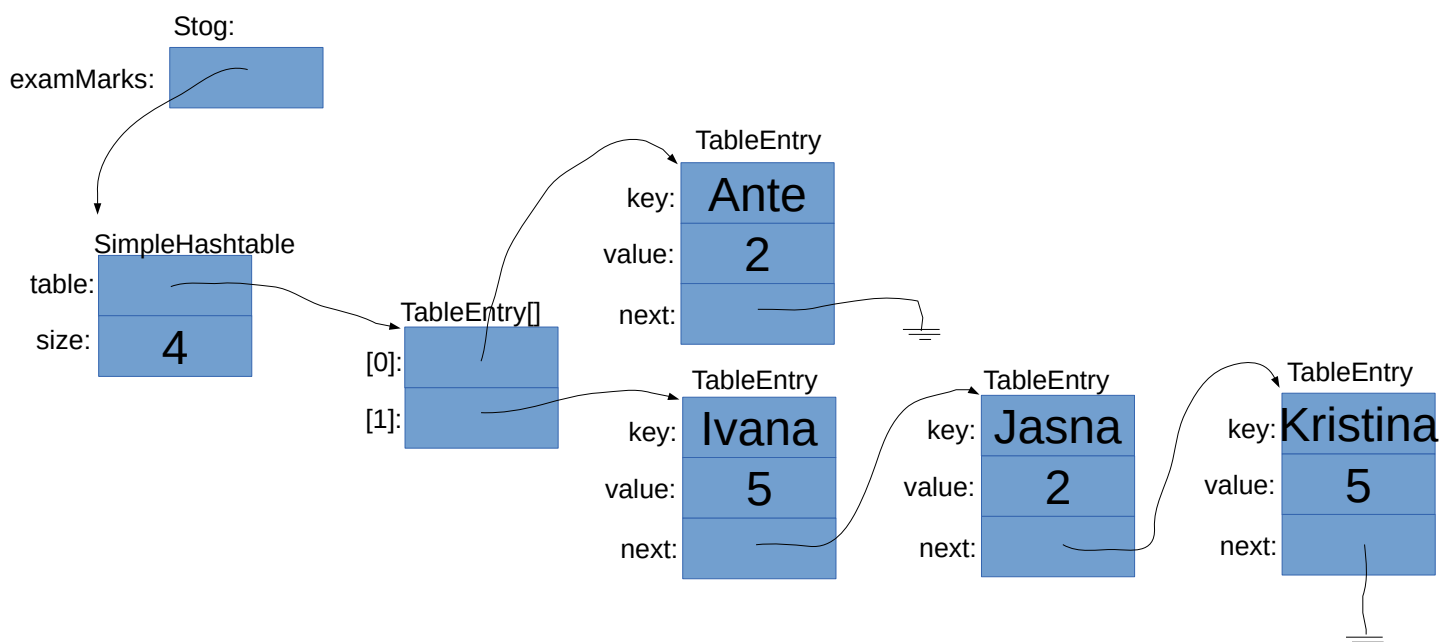 Stog:
examMarks:
SimpleHashtable
table:
size: 4
TableEntry[]
[0]:
[1]:
TableEntry
key: Ante
value: 2
next:
TableEntry
key: Ivana
value: 5
next:
TableEntry
key: Jasna
value: 2
next:
TableEntry
key: Kristina
value: 5
next: